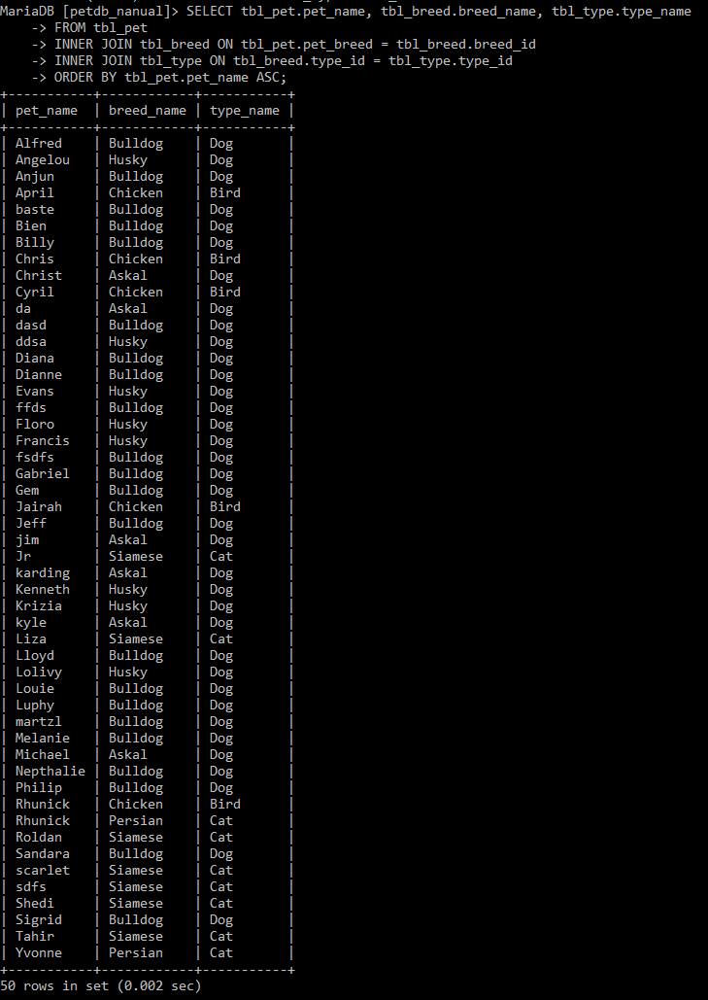 MariaDB [petdb_nanual]> SELECT tbl_pet.pet_name, tbl_breed.breed_name, tbl_type.type_name
    -> FROM tbl_pet
    -> INNER JOIN tbl_breed ON tbl_pet.pet_breed = tbl_breed.breed_id
    -> INNER JOIN tbl_type ON tbl_breed.type_id = tbl_type.type_id
    -> ORDER BY tbl_pet.pet_name ASC;
+-----------+------------+-----------+
| pet_name  | breed_name | type_name |
+-----------+------------+-----------+
| Alfred    | Bulldog    | Dog       |
| Angelou   | Husky      | Dog       |
| Anjun     | Bulldog    | Dog       |
| April     | Chicken    | Bird      |
| baste     | Bulldog    | Dog       |
| Bien      | Bulldog    | Dog       |
| Billy     | Bulldog    | Dog       |
| Chris     | Chicken    | Bird      |
| Christ    | Askal      | Dog       |
| Cyril     | Chicken    | Bird      |
| da        | Askal      | Dog       |
| dasd      | Bulldog    | Dog       |
| ddsa      | Husky      | Dog       |
| Diana     | Bulldog    | Dog       |
| Dianne    | Bulldog    | Dog       |
| Evans     | Husky      | Dog       |
| ffds      | Bulldog    | Dog       |
| Floro     | Husky      | Dog       |
| Francis   | Husky      | Dog       |
| fsdfs     | Bulldog    | Dog       |
| Gabriel   | Bulldog    | Dog       |
| Gem       | Bulldog    | Dog       |
| Jairah    | Chicken    | Bird      |
| Jeff      | Bulldog    | Dog       |
| jim       | Askal      | Dog       |
| Jr        | Siamese    | Cat       |
| karding   | Askal      | Dog       |
| Kenneth   | Husky      | Dog       |
| Krizia    | Husky      | Dog       |
| kyle      | Askal      | Dog       |
| Liza      | Siamese    | Cat       |
| Lloyd     | Bulldog    | Dog       |
| Lolivy    | Husky      | Dog       |
| Louie     | Bulldog    | Dog       |
| Luphy     | Bulldog    | Dog       |
| martzl    | Bulldog    | Dog       |
| Melanie   | Bulldog    | Dog       |
| Michael   | Askal      | Dog       |
| Nepthalie | Bulldog    | Dog       |
| Philip    | Bulldog    | Dog       |
| Rhunick   | Chicken    | Bird      |
| Rhunick   | Persian    | Cat       |
| Roldan    | Siamese    | Cat       |
| Sandara   | Bulldog    | Dog       |
| scarlet   | Siamese    | Cat       |
| sdfs      | Siamese    | Cat       |
| Shedi     | Siamese    | Cat       |
| Sigrid    | Bulldog    | Dog       |
| Tahir     | Siamese    | Cat       |
| Yvonne    | Persian    | Cat       |
+-----------+------------+-----------+
50 rows in set (0.002 sec)